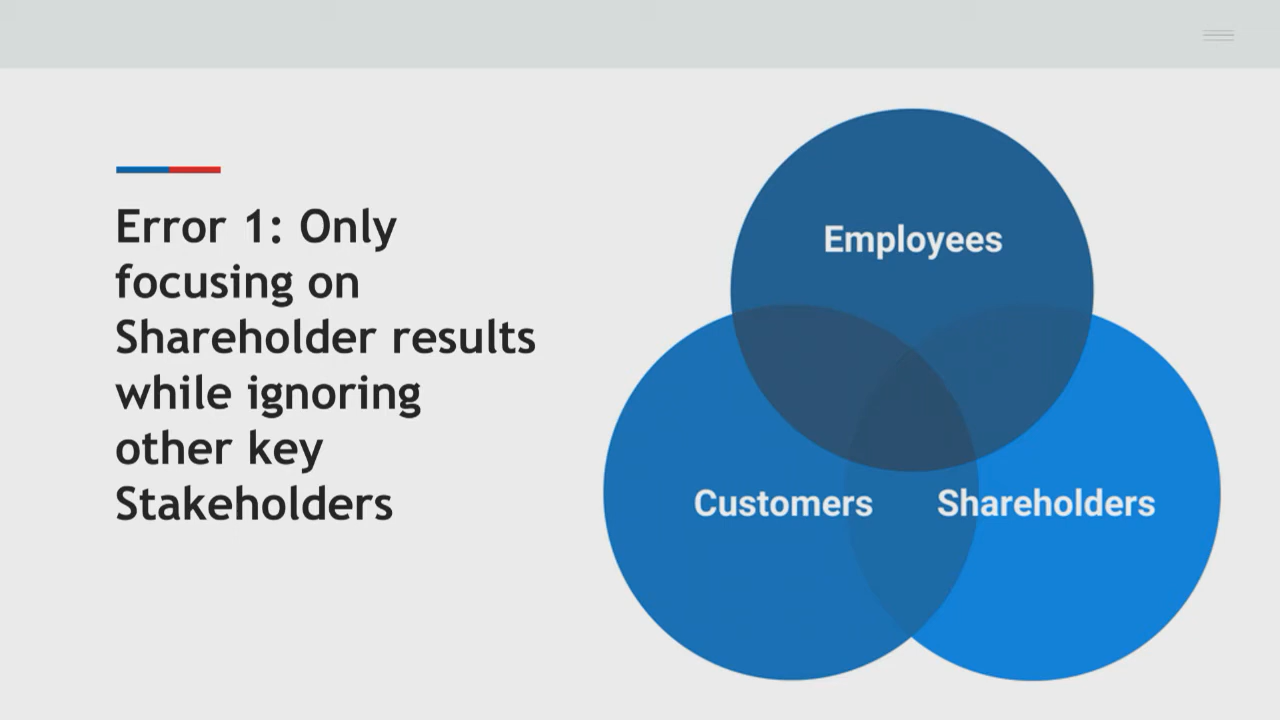 Error 1: Only
focusing on
Shareholder results
while ignoring
other key
Stakeholders
Employees
Customers
Shareholders